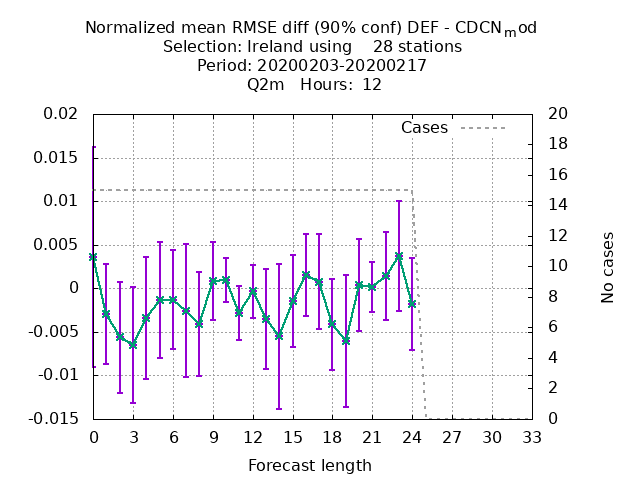 Normalized mean RMSE diff (90% conf) DEF - CDCNmod
Selection: Ireland using    28 stations
Period: 20200203-20200217
Q2m   Hours:  12
0.02 20
Cases
18
0.015
16
0.01 14
12
0.005
10
0
8
-0.005 6
4
-0.01
2
-0.015 0
No cases
0 3 6 9 12 15 18 21 24 27 30 33
Forecast length